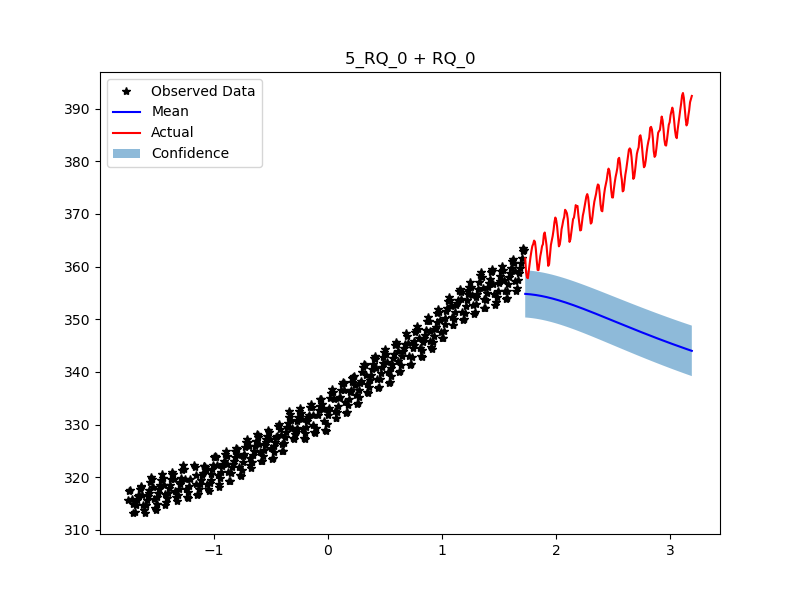 5_RQ_0 + RQ_0
Observed Data
Mean
Actual
Confidence
390
380
370
360
350
340
330
320
310
−1
0
1
2
3